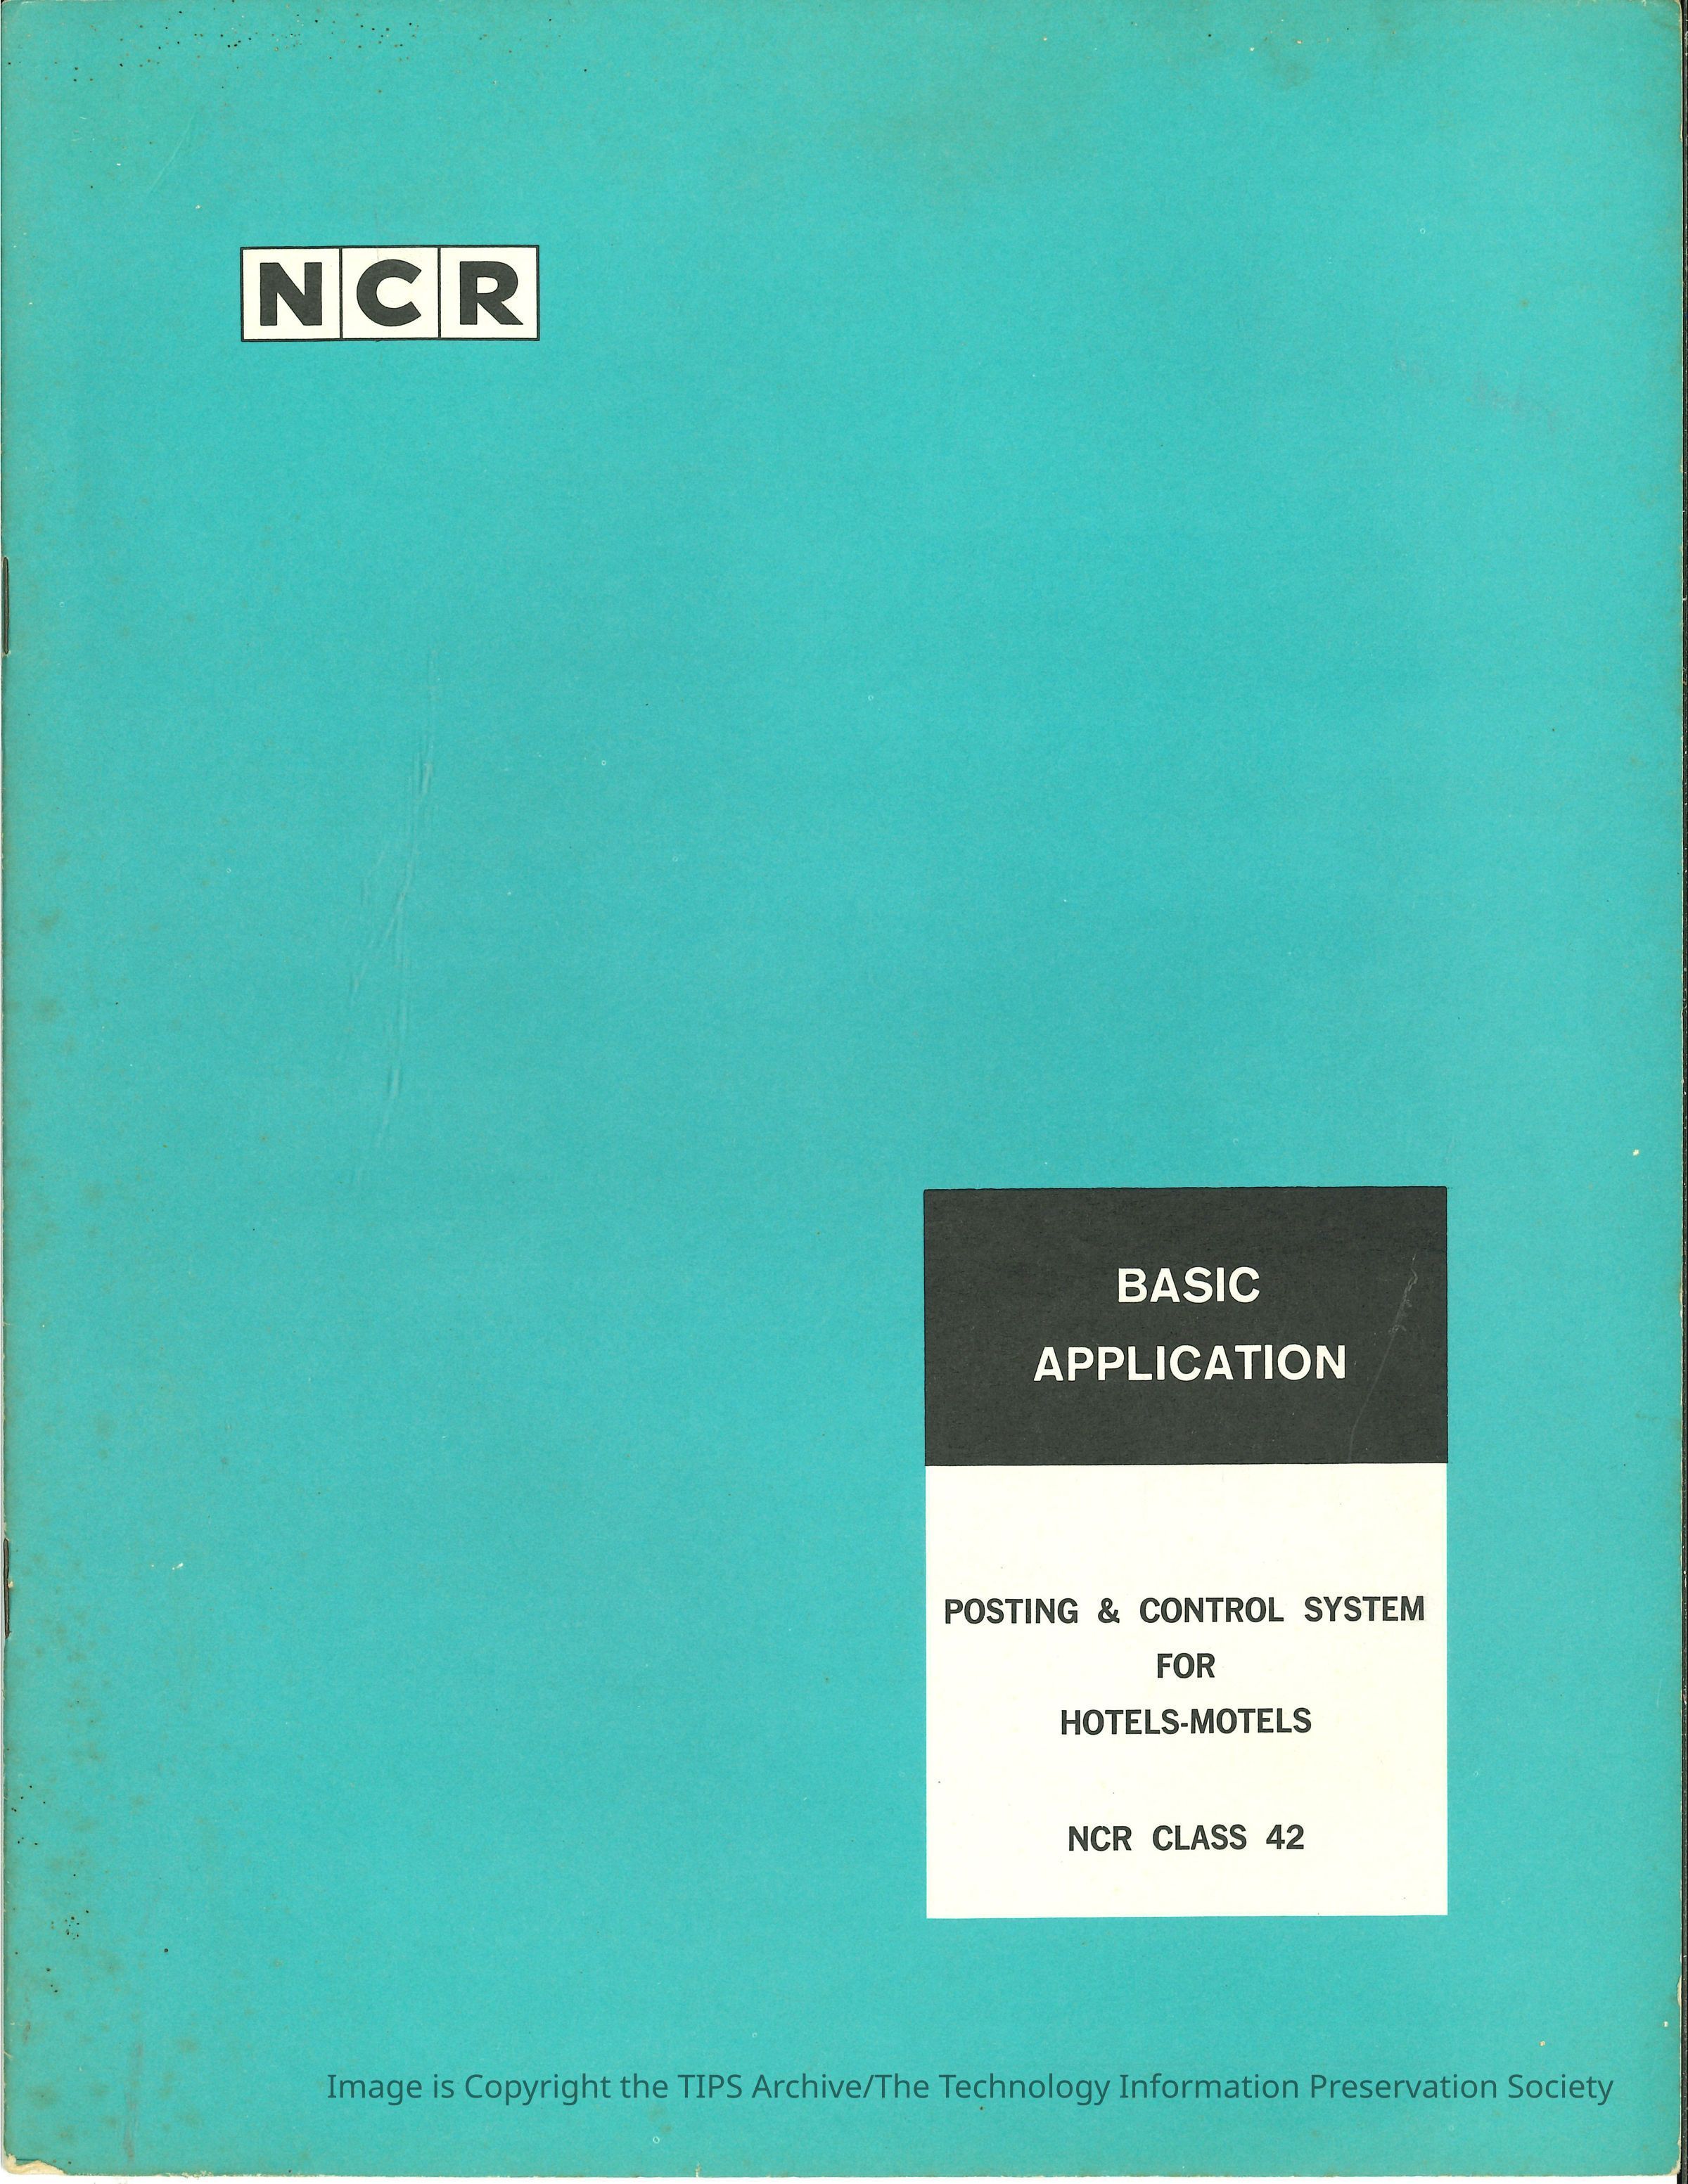 NCR
BASIC
APPLICATION
POSTING & CONTROL SYSTEM
FOR
HOTELS-MOTELS
NCR CLASS 42
Image is Copyright the TIPS Archive/The Technology Information Preservation Society